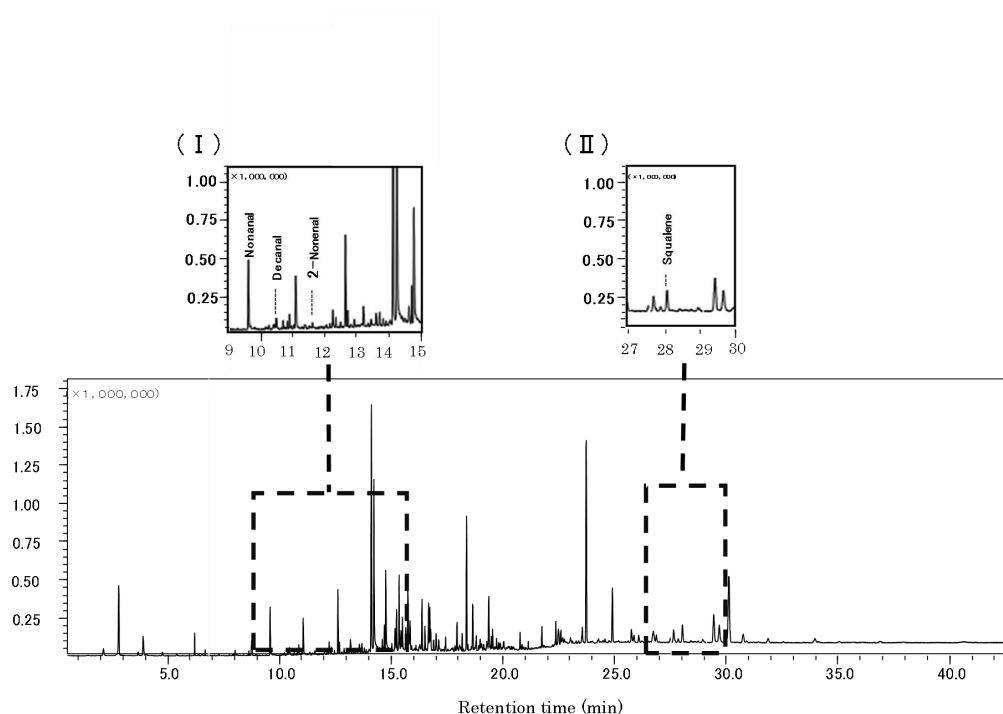 (Ⅰ)
(×1,000,000)
1.00
0.75
0.50
0.25
Nonanal
Decanal
2-Nonenal
9 10 11 12 13 14 15
(Ⅱ)
(×1,000,000)
1.00
0.75
0.50
0.25
Squalene
27 28 29 30
(×1,000,000)
1.75
1.50
1.25
1.00
0.75
0.50
0.25
5.0 10.0 15.0 20.0 25.0 30.0 35.0 40.0
Retention time (min)